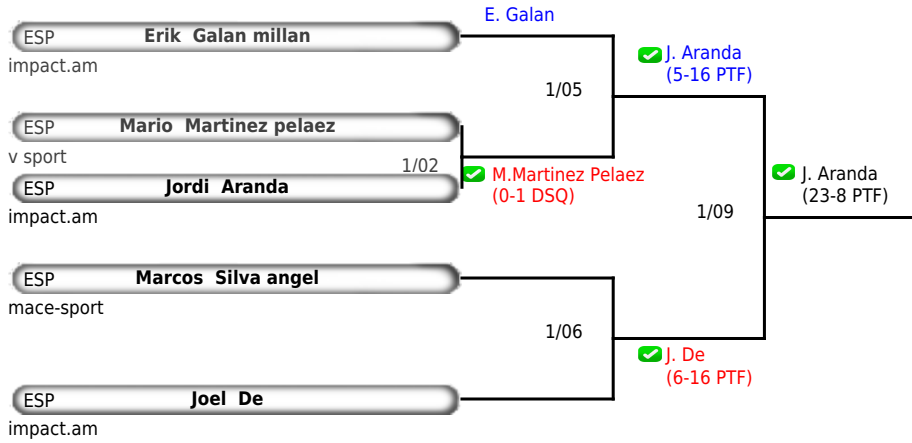 E. Galan
ESP Erik Galan millan
impact.am
J. Aranda
(5-16 PTF)
1/05
ESP Mario Martinez pelaez
v sport
1/02
M.Martinez Pelaez
(0-1 DSQ)
ESP Jordi Aranda
impact.am
J. Aranda
(23-8 PTF)
1/09
ESP Marcos Silva angel
mace-sport
1/06
J. De
(6-16 PTF)
ESP Joel De
impact.am